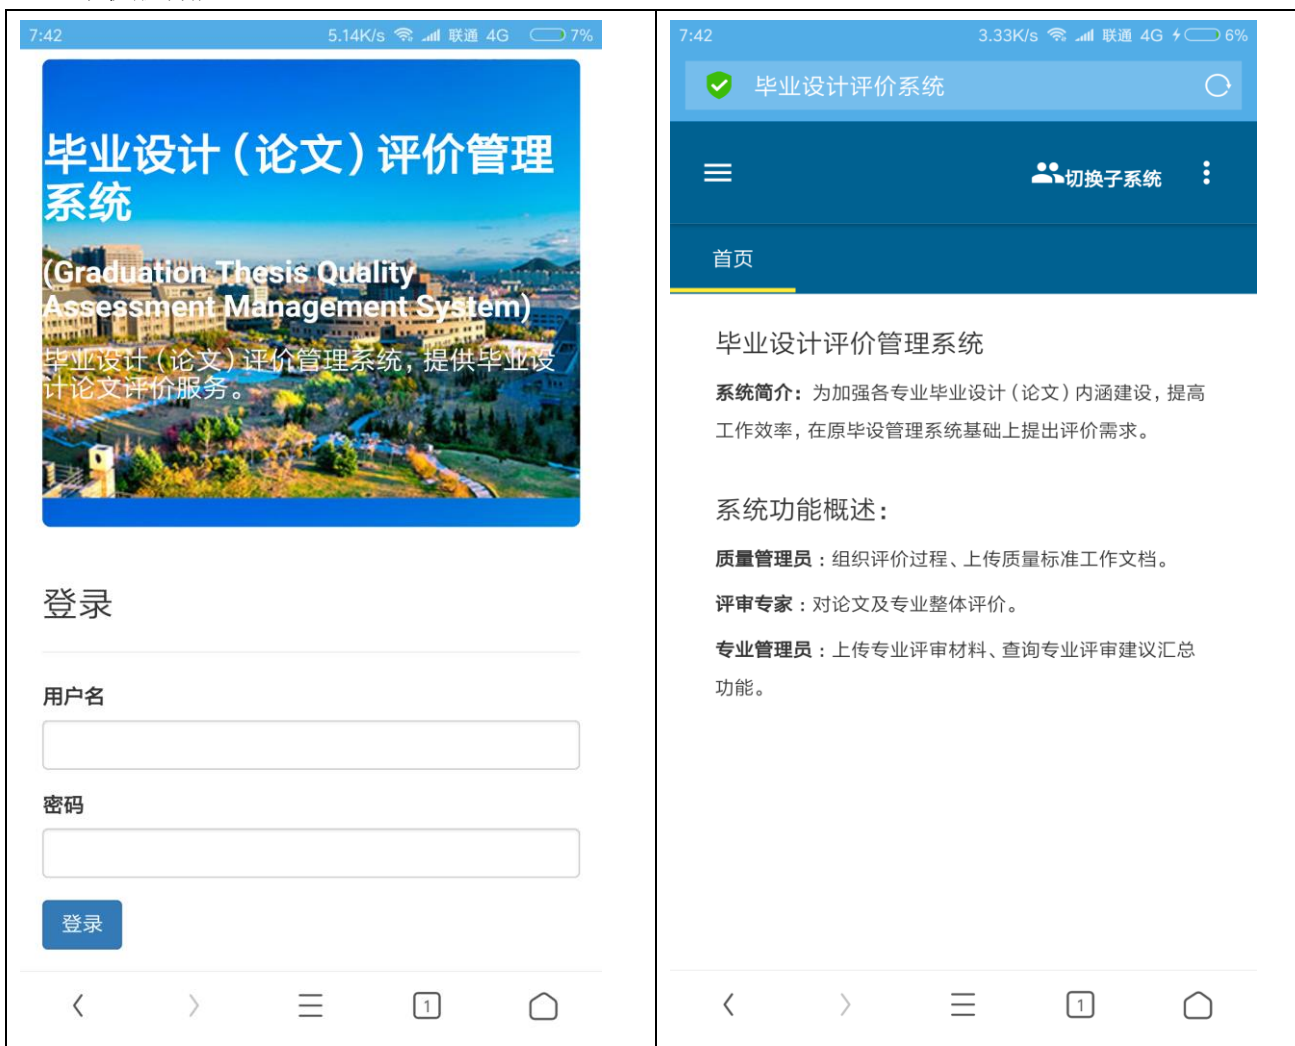 7:42
5.14K/s 联通 4G 7%
毕业设计（论文）评价管理
系统
(Graduation Thesis Quality
Assessment Management System)
毕业设计（论文）评价管理系统，提供毕业设
计论文评价服务。
登录
用户名
密码
登录
1
7:42
3.33K/s 联通 4G 6%
毕业设计评价系统
切换子系统
首页
毕业设计评价管理系统
系统简介：为加强各专业毕业设计（论文）内涵建设，提高
工作效率，在原毕设管理系统基础上提出评价需求。
系统功能概述：
质量管理员：组织评价过程、上传质量标准工作文档。
评审专家：对论文及专业整体评价。
专业管理员：上传专业评审材料、查询专业评审建议汇总
功能。
1